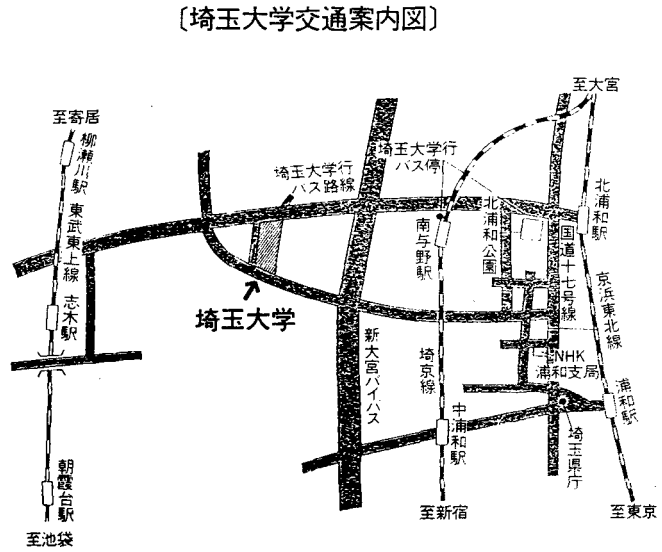 〔埼玉大学交通案内図〕
至大宮
至寄居
柳瀬川駅
東武東上線
志木駅
朝霞台駅
至池袋
埼玉大学行
バス路線
埼玉大学行
バス停
埼玉大学
新大宮バイパス
南与野駅
埼京線
中浦和駅
至新宿
北浦和公園
国道十七号線
北浦和駅
京浜東北線
NHK
浦和支局
浦和駅
埼玉県庁
至東京